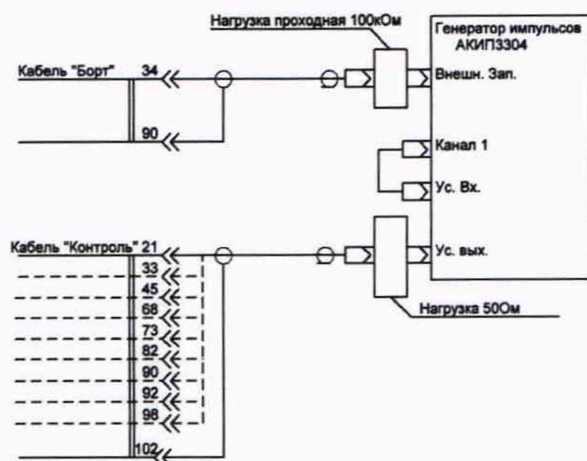 Нагрузка проходная 100кОм
Генератор импульсов
АКИП3304
Кабель "Борт" 34
Внешн. Зап.
90
Канал 1
Ус. Вх.
Кабель "Контроль" 21
Ус. вых.
33
45
68
Нагрузка 50Ом
73
82
90
92
98
102